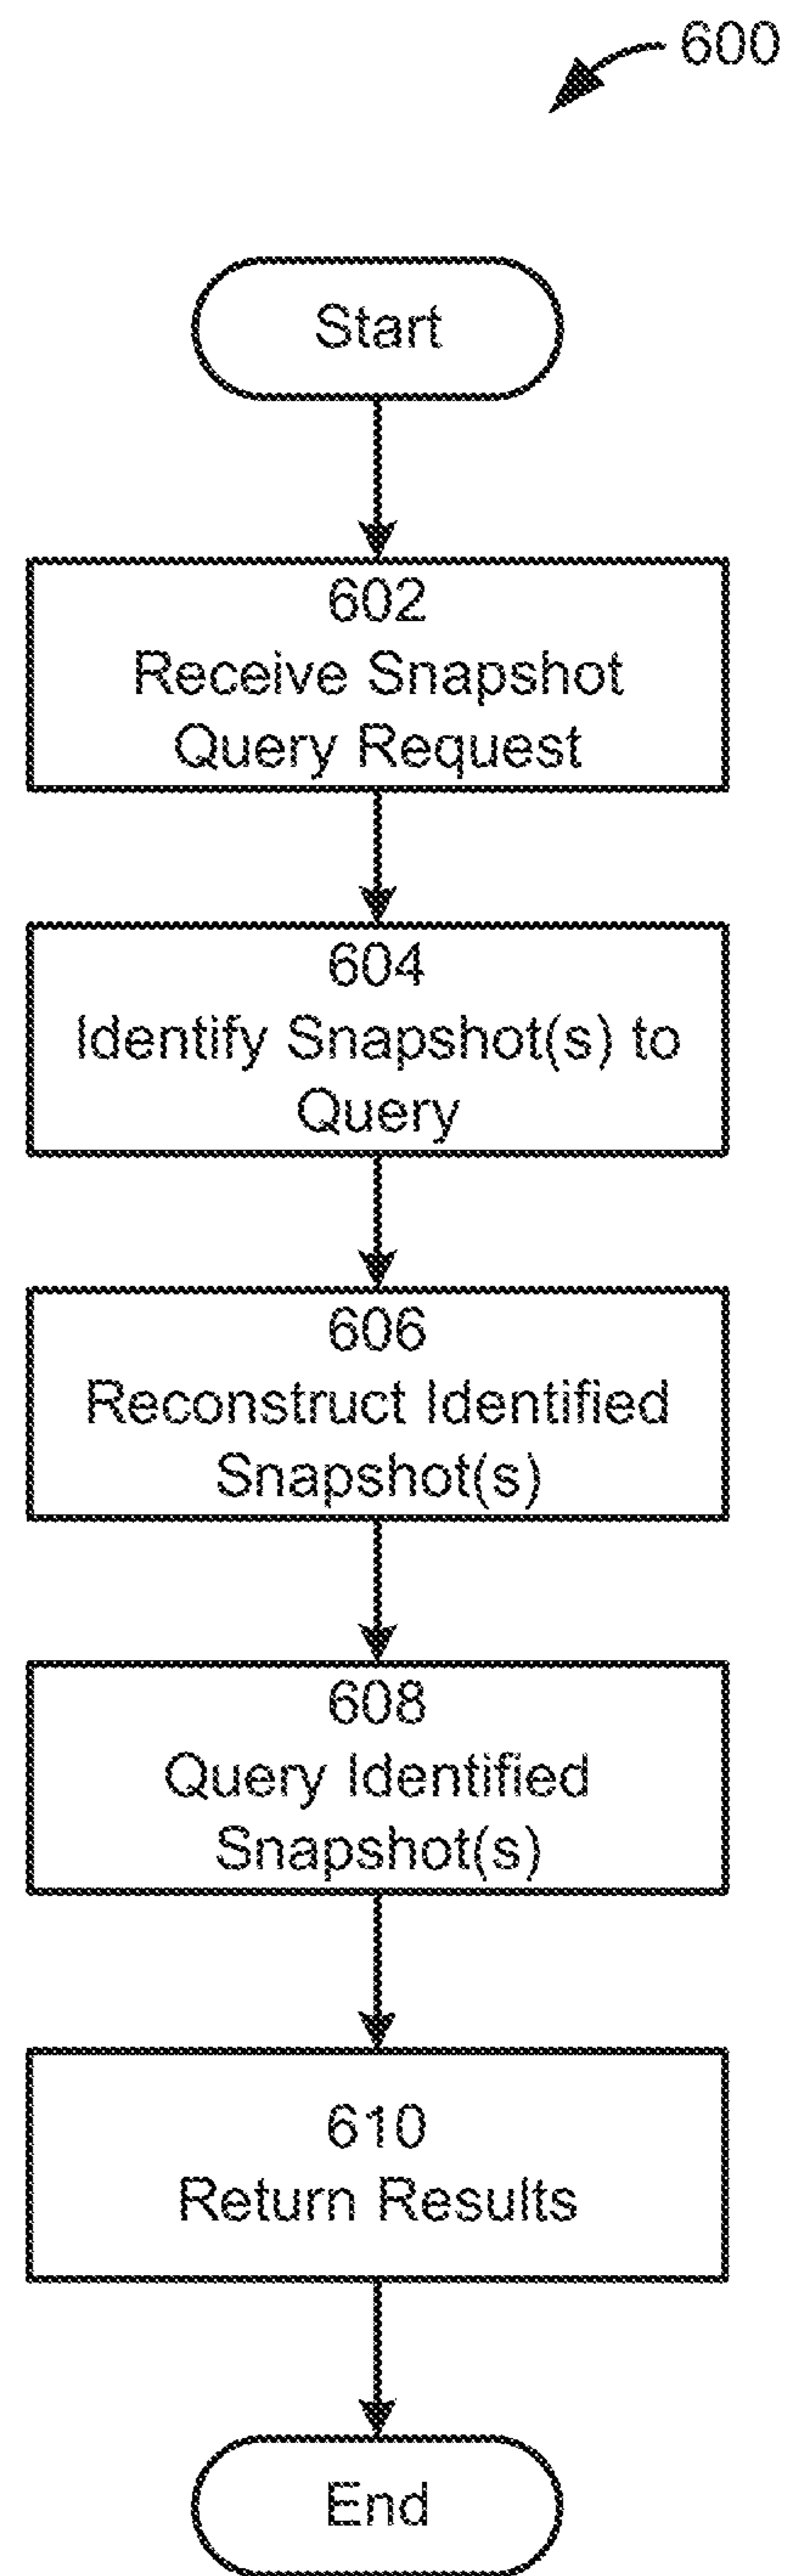 600
Start
602
Receive Snapshot
Query Request
604
Identify Snapshot(s) to
Query
606
Reconstruct Identified
Snapshot(s)
608
Query Identified
Snapshot(s)
610
Return Results
End